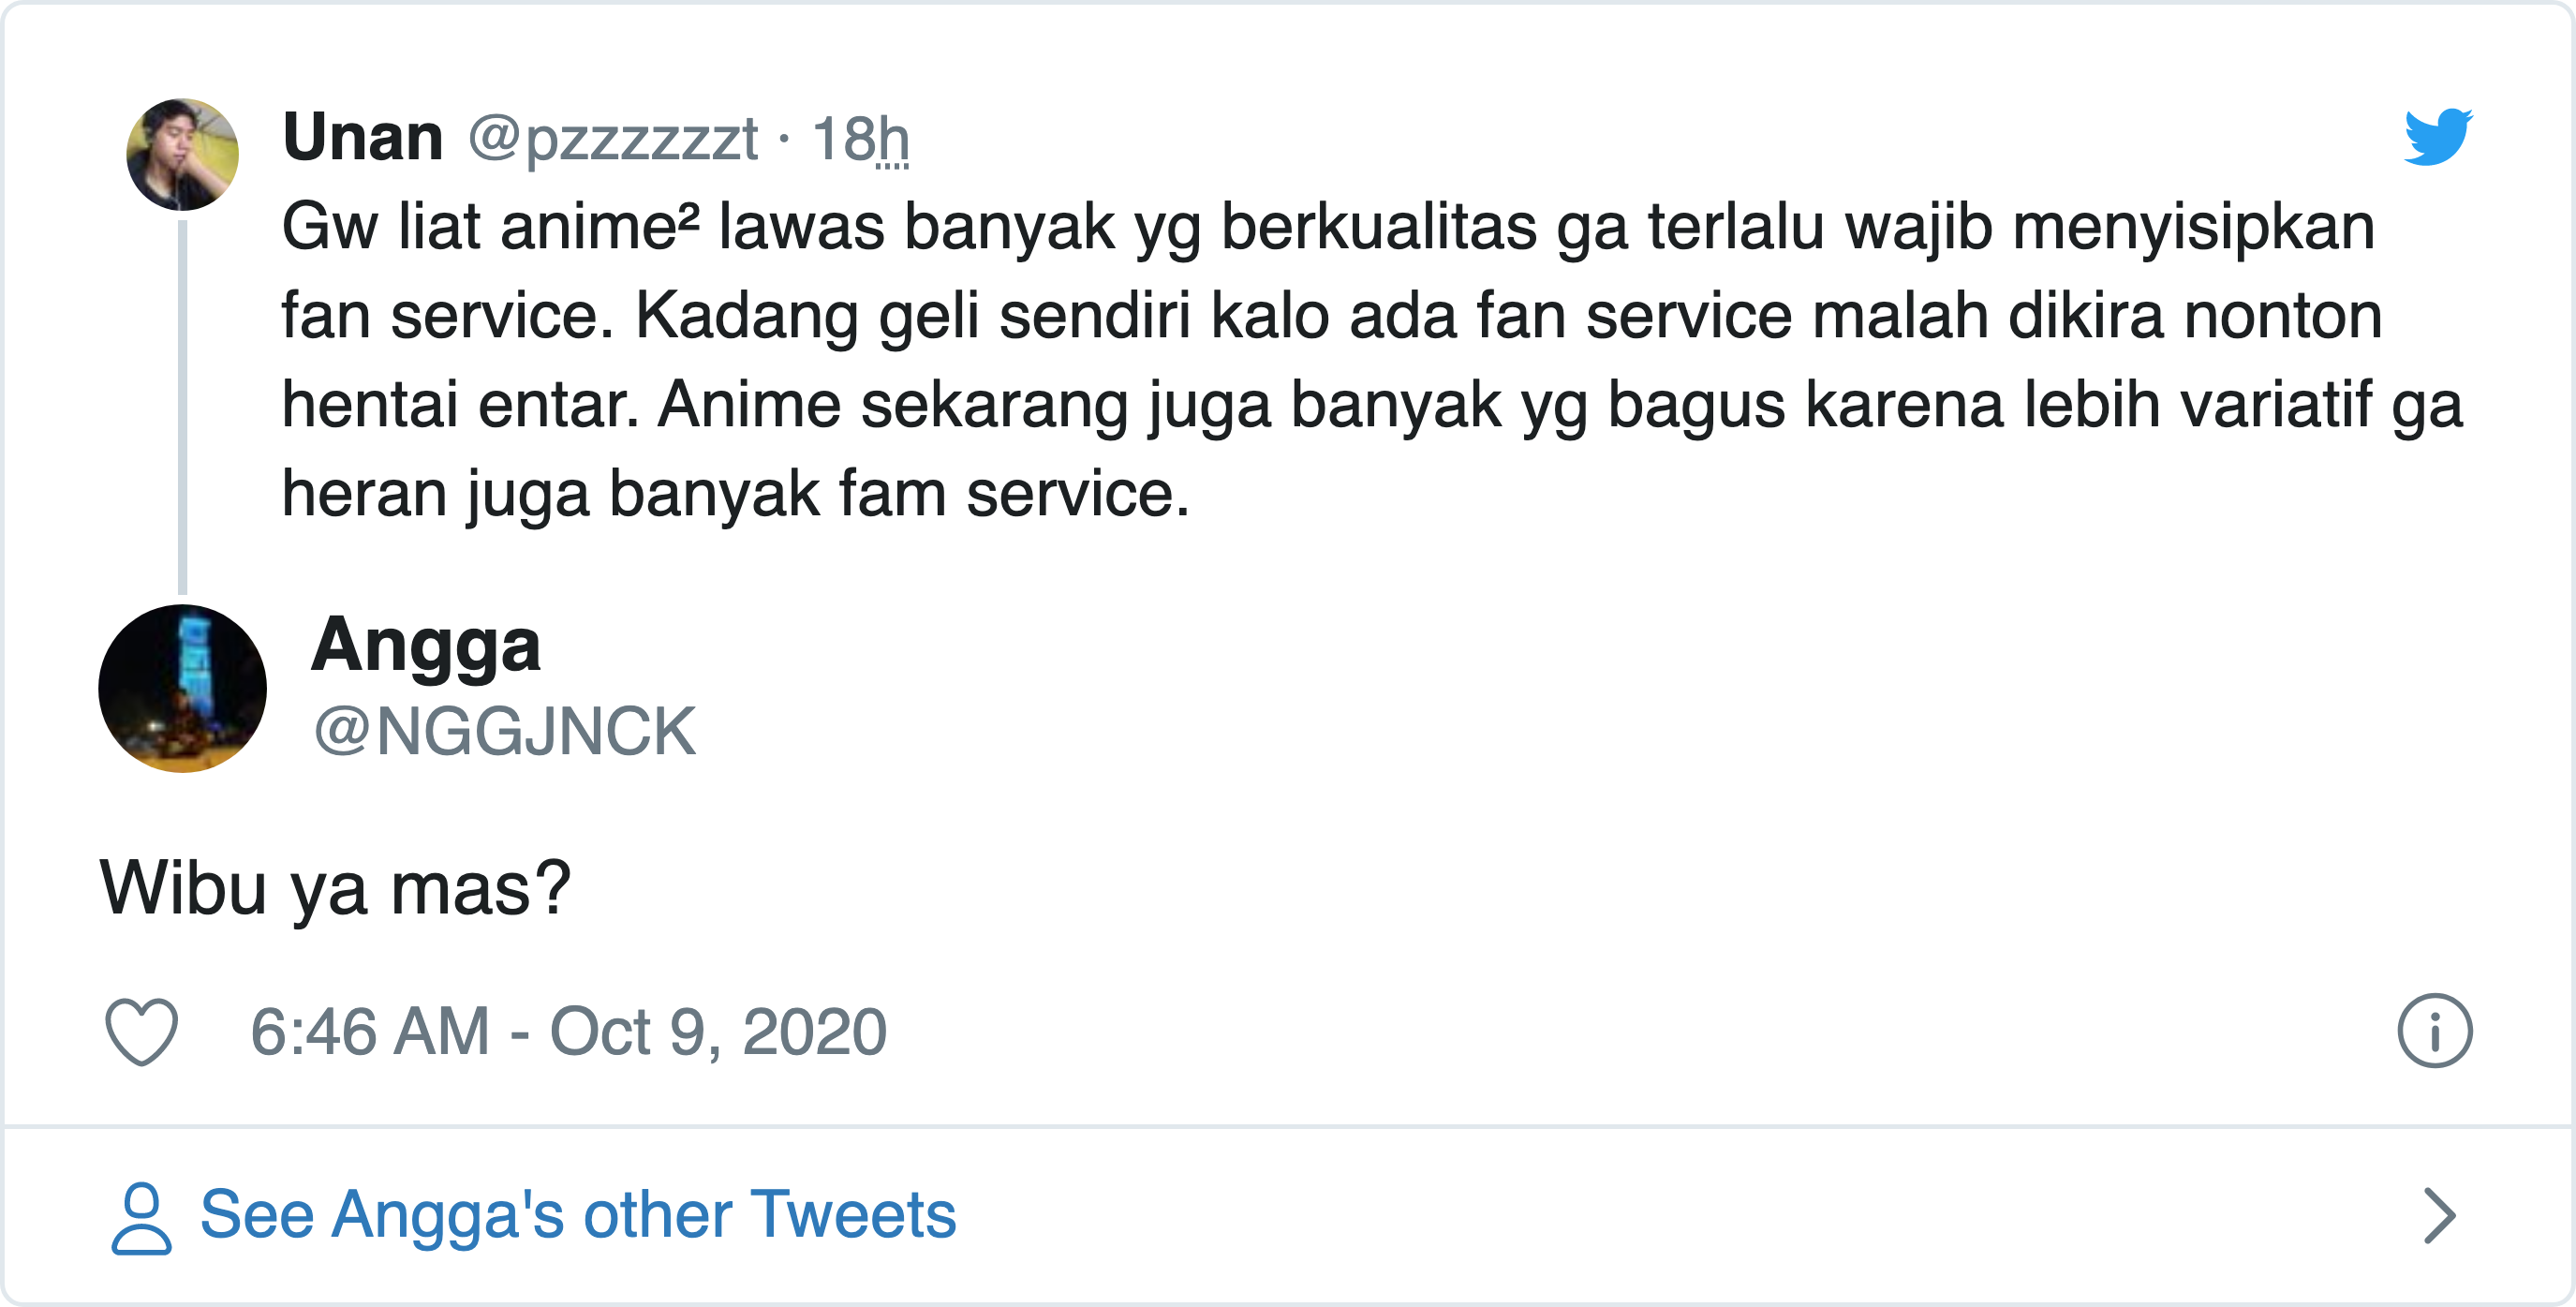 Unan @pzzzzzzt · 18h
Gw liat anime² lawas banyak yg berkualitas ga terlalu wajib menyisipkan
fan service. Kadang geli sendiri kalo ada fan service malah dikira nonton
hentai entar. Anime sekarang juga banyak yg bagus karena lebih variatif ga
heran juga banyak fam service.
Angga
@NGGJNCK
Wibu ya mas?
6:46 AM - Oct 9, 2020
See Angga's other Tweets